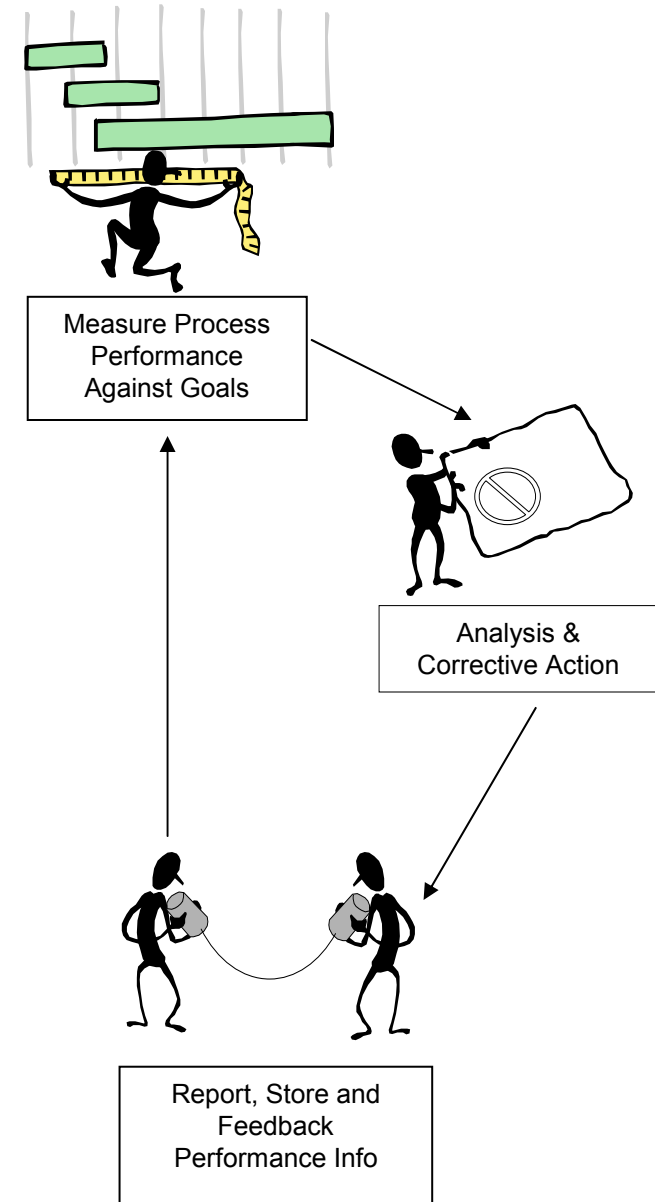 Measure Process
Performance
Against Goals
Analysis &
Corrective Action
Report, Store and
Feedback
Performance Info